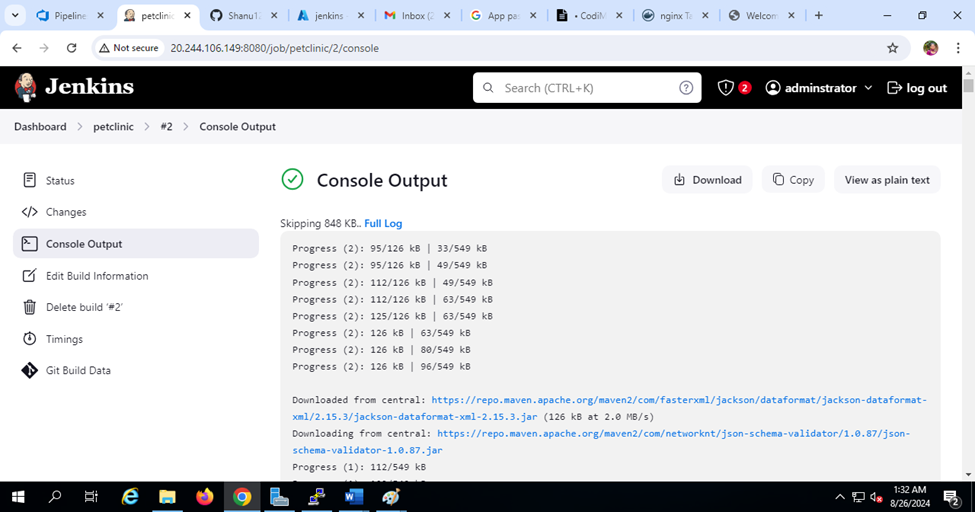 Pipeline
petclinic
Shanu12
jenkins -
Inbox (2
App pas
• CodiM
nginx Ta
Welcom
Not secure
20.244.106.149:8080/job/petclinic/2/console
Jenkins
Search (CTRL+K)
2
adminstrator
log out
Dashboard > petclinic > #2 > Console Output
Status
Changes
Console Output
Edit Build Information
Delete build '#2'
Timings
Git Build Data
Console Output
Download
Copy
View as plain text
Skipping 848 KB.. Full Log
Progress (2): 95/126 kB | 33/549 kB
Progress (2): 95/126 kB | 49/549 kB
Progress (2): 112/126 kB | 49/549 kB
Progress (2): 112/126 kB | 63/549 kB
Progress (2): 125/126 kB | 63/549 kB
Progress (2): 126 kB | 63/549 kB
Progress (2): 126 kB | 80/549 kB
Progress (2): 126 kB | 96/549 kB
Downloaded from central: https://repo.maven.apache.org/maven2/com/fasterxml/jackson/dataformat/jackson-dataformat-
xml/2.15.3/jackson-dataformat-xml-2.15.3.jar (126 kB at 2.0 MB/s)
Downloading from central: https://repo.maven.apache.org/maven2/com/networknt/json-schema-validator/1.0.87/json-
schema-validator-1.0.87.jar
Progress (1): 112/549 kB
1:32 AM
8/26/2024
2